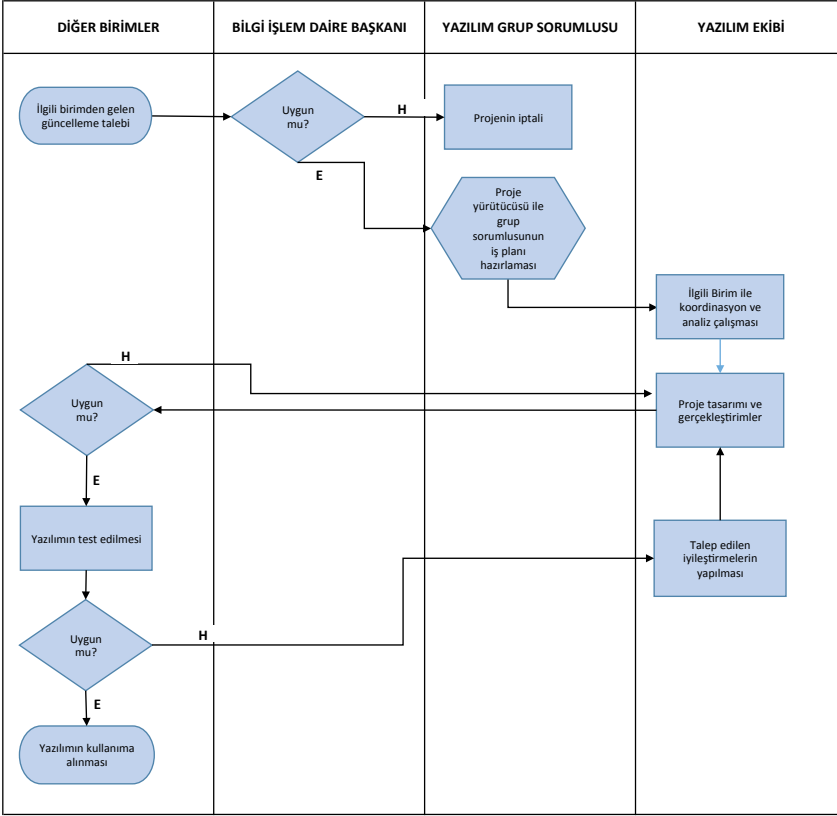 DİĞER BİRİMLER
BİLGİ İŞLEM DAİRE BAŞKANI
YAZILIM GRUP SORUMLUSU
YAZILIM EKİBİ
İlgili birimden gelen
güncelleme talebi
Uygun
mu?
H
Projenin iptali
E
Proje
yürütücüsü ile
grup
sorumlusunun
iş planı
hazırlaması
İlgili Birim ile
koordinasyon ve
analiz çalışması
H
Uygun
mu?
Proje tasarımı ve
gerçekleştirimler
E
Yazılımın test edilmesi
Talep edilen
iyileştirmelerin
yapılması
Uygun
mu?
H
E
Yazılımın kullanıma
alınması